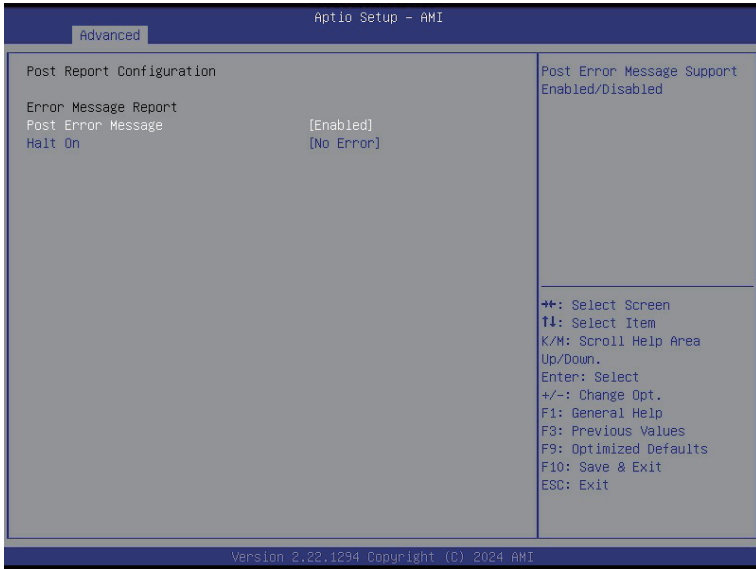 Aptio Setup – AMI
Advanced
Post Report Configuration
Error Message Report
Post Error Message [Enabled]
Halt On [No Error]
Post Error Message Support
Enabled/Disabled
→←: Select Screen
↑↓: Select Item
K/M: Scroll Help Area
Up/Down.
Enter: Select
+/-: Change Opt.
F1: General Help
F3: Previous Values
F9: Optimized Defaults
F10: Save & Exit
ESC: Exit
Version 2.22.1294 Copyright (C) 2024 AMI